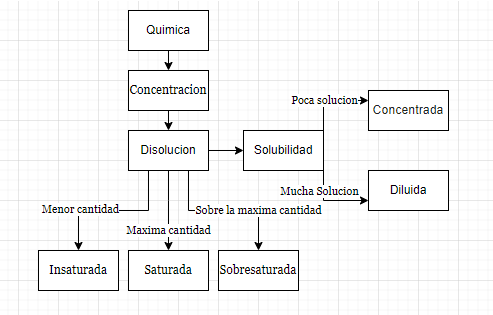 Quimica
Concentracion
Poca solucion
Concentrada
Disolucion
Solubilidad
Mucha Solucion
Diluida
Menor cantidad
Sobre la maxima cantidad
Maxima cantidad
Insaturada
Saturada
Sobresaturada